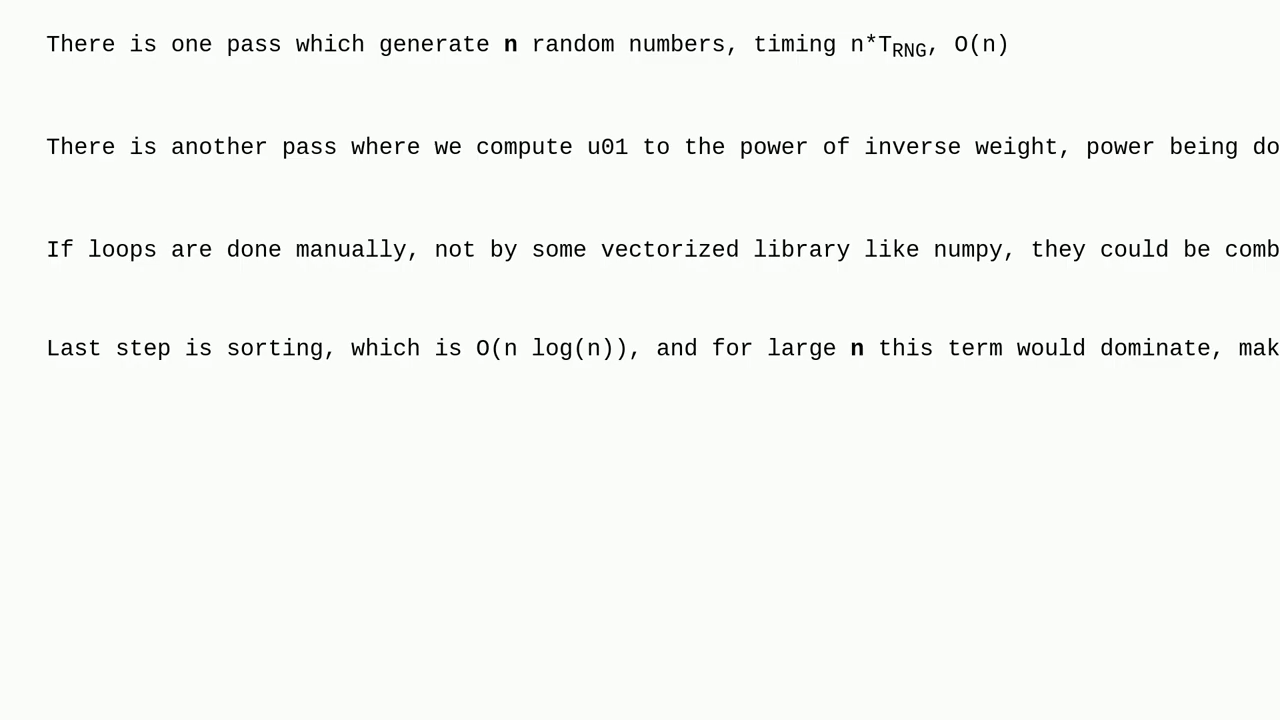 There is one pass which generate n random numbers, timing n*TRNG, O(n)
There is another pass where we compute u01 to the power of inverse weight, power being do
If loops are done manually, not by some vectorized library like numpy, they could be comb
Last step is sorting, which is O(n log(n)), and for large n this term would dominate, mak